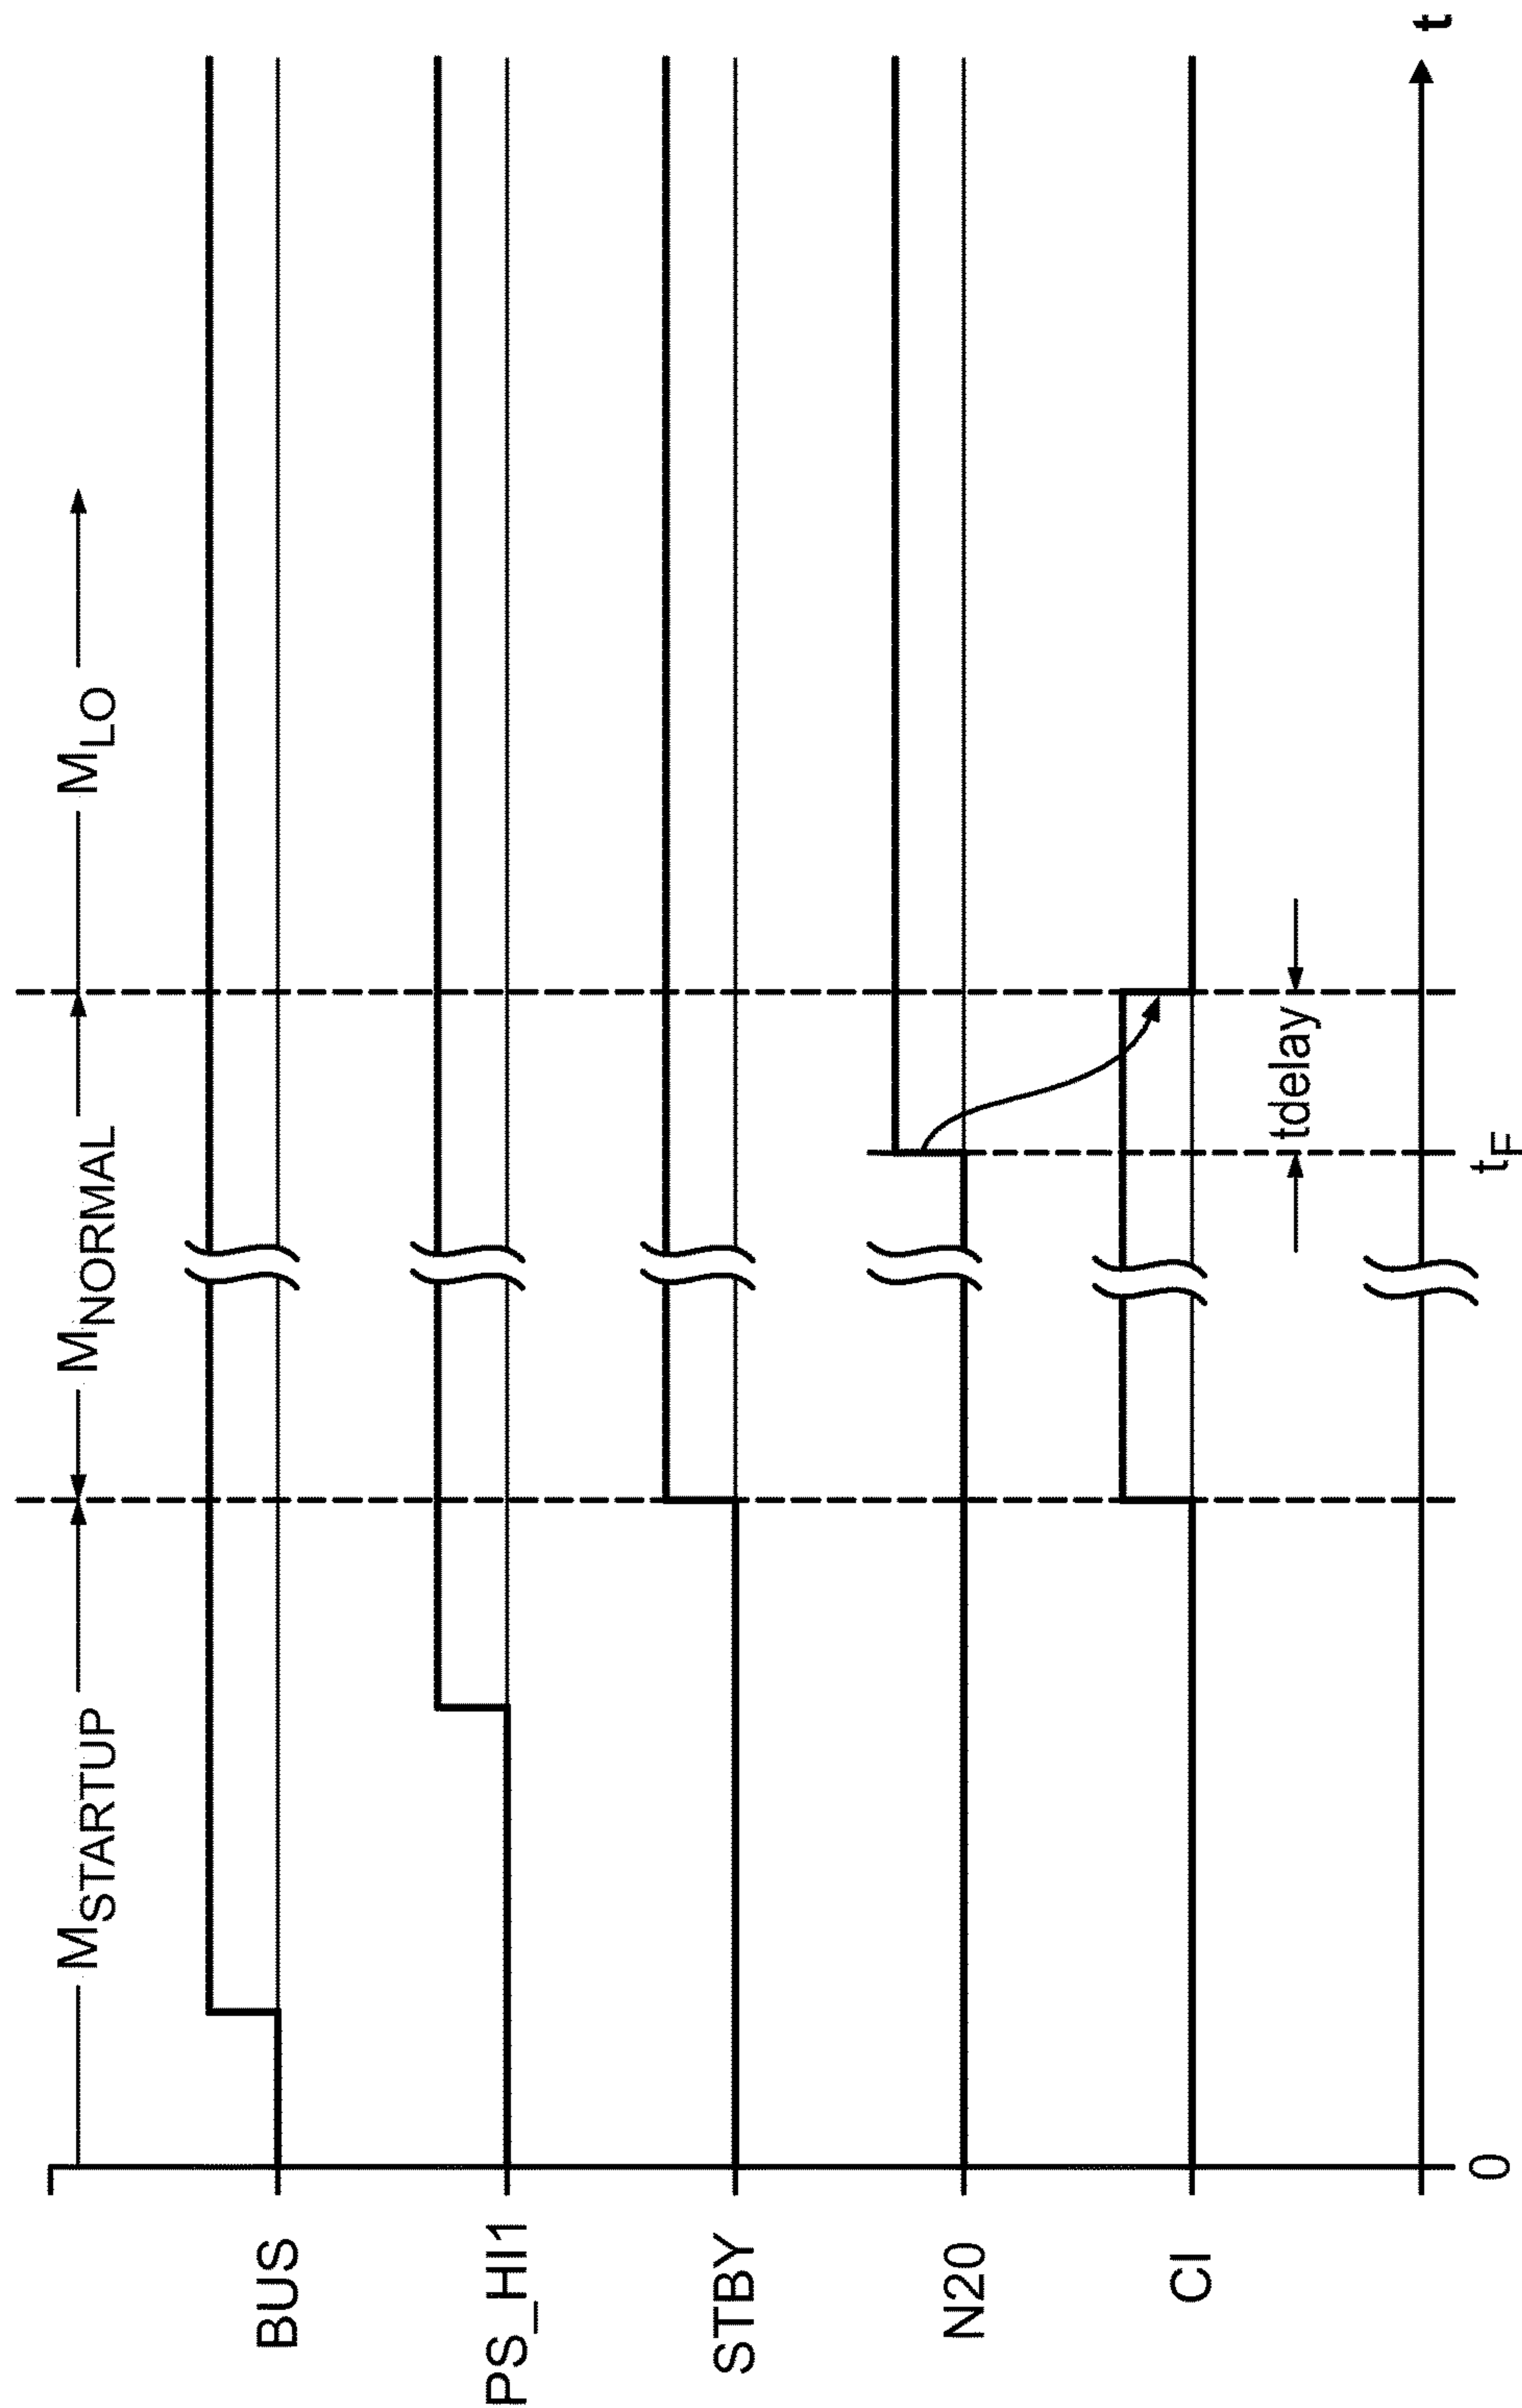 M_STARTUP M_NORMAL M_LO
BUS
PS_HI1
STBY
N20
CI
tdelay
0 t_F t